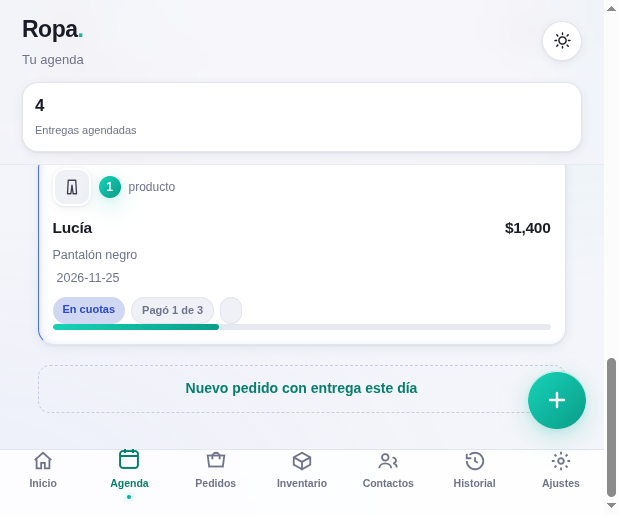 Ropa.
Tu agenda
4
Entregas agendadas
1 producto
Lucía $1,400
Pantalón negro
2026-11-25
En cuotas Pagó 1 de 3
Nuevo pedido con entrega este día
Inicio Agenda Pedidos Inventario Contactos Historial Ajustes